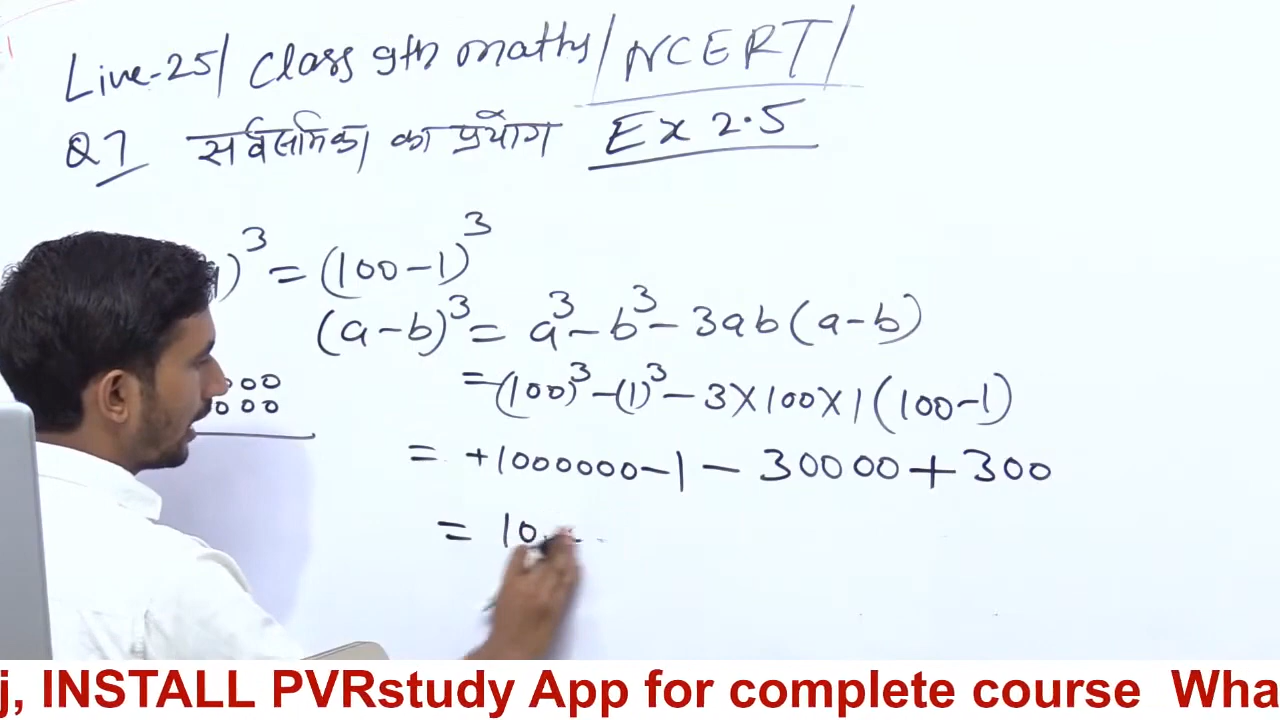 Live-25/ Class 9th maths/NCERT/
Q7 सर्वसमिका का प्रयोग Ex 2.5
)³ = (100-1)³
(a-b)³ = a³-b³-3ab(a-b)
= (100)³-(1)³-3×100×1(100-1)
000
000
= +1000000-1-30000+300
= 10
j, INSTALL PVRstudy App for complete course Wha